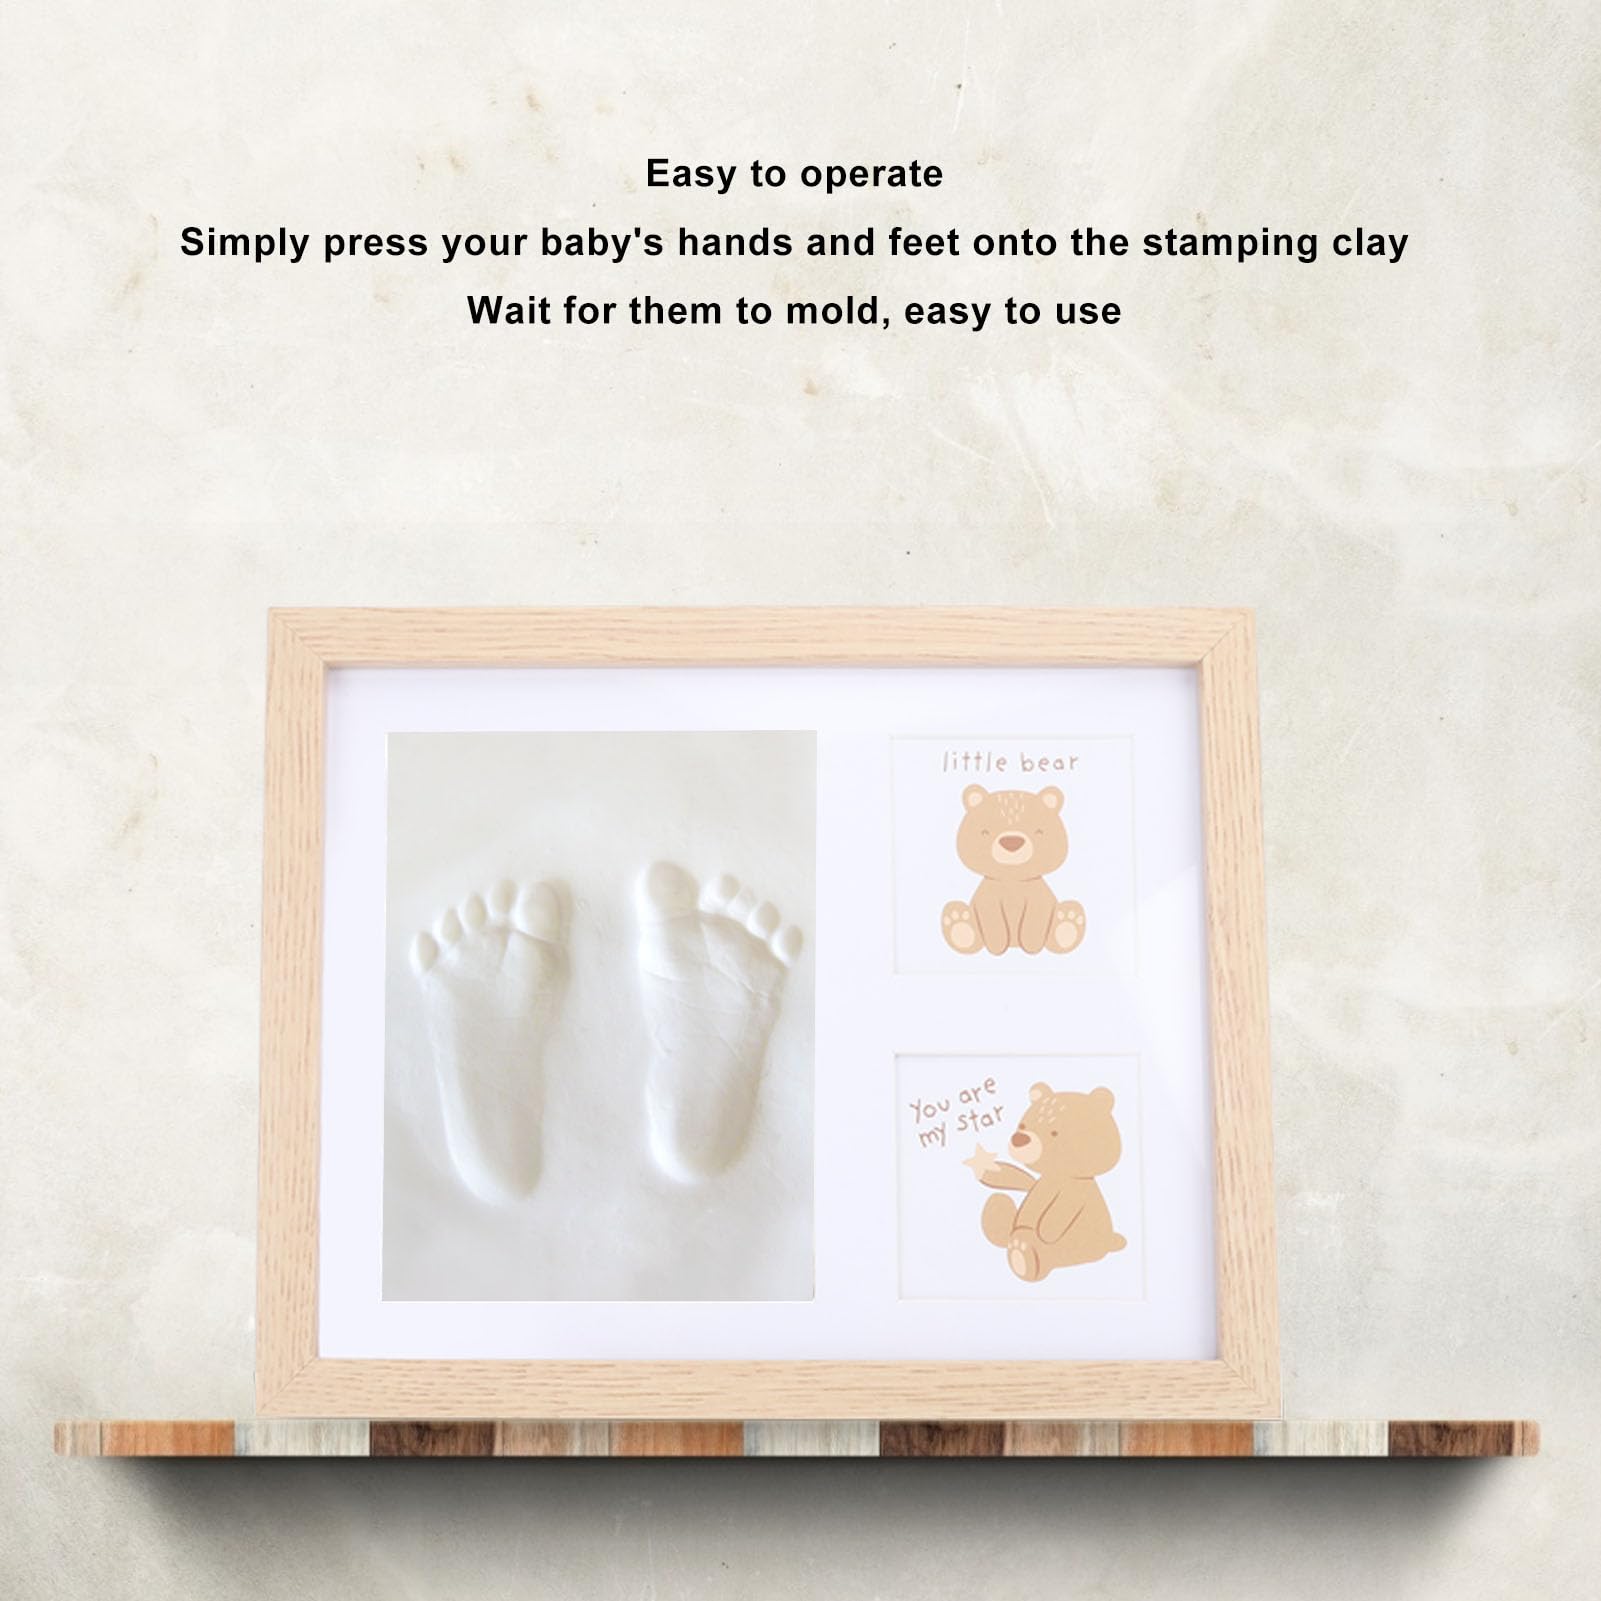 Easy to operate
Simply press your baby's hands and feet onto the stamping clay
Wait for them to mold, easy to use
little bear
You are
my star